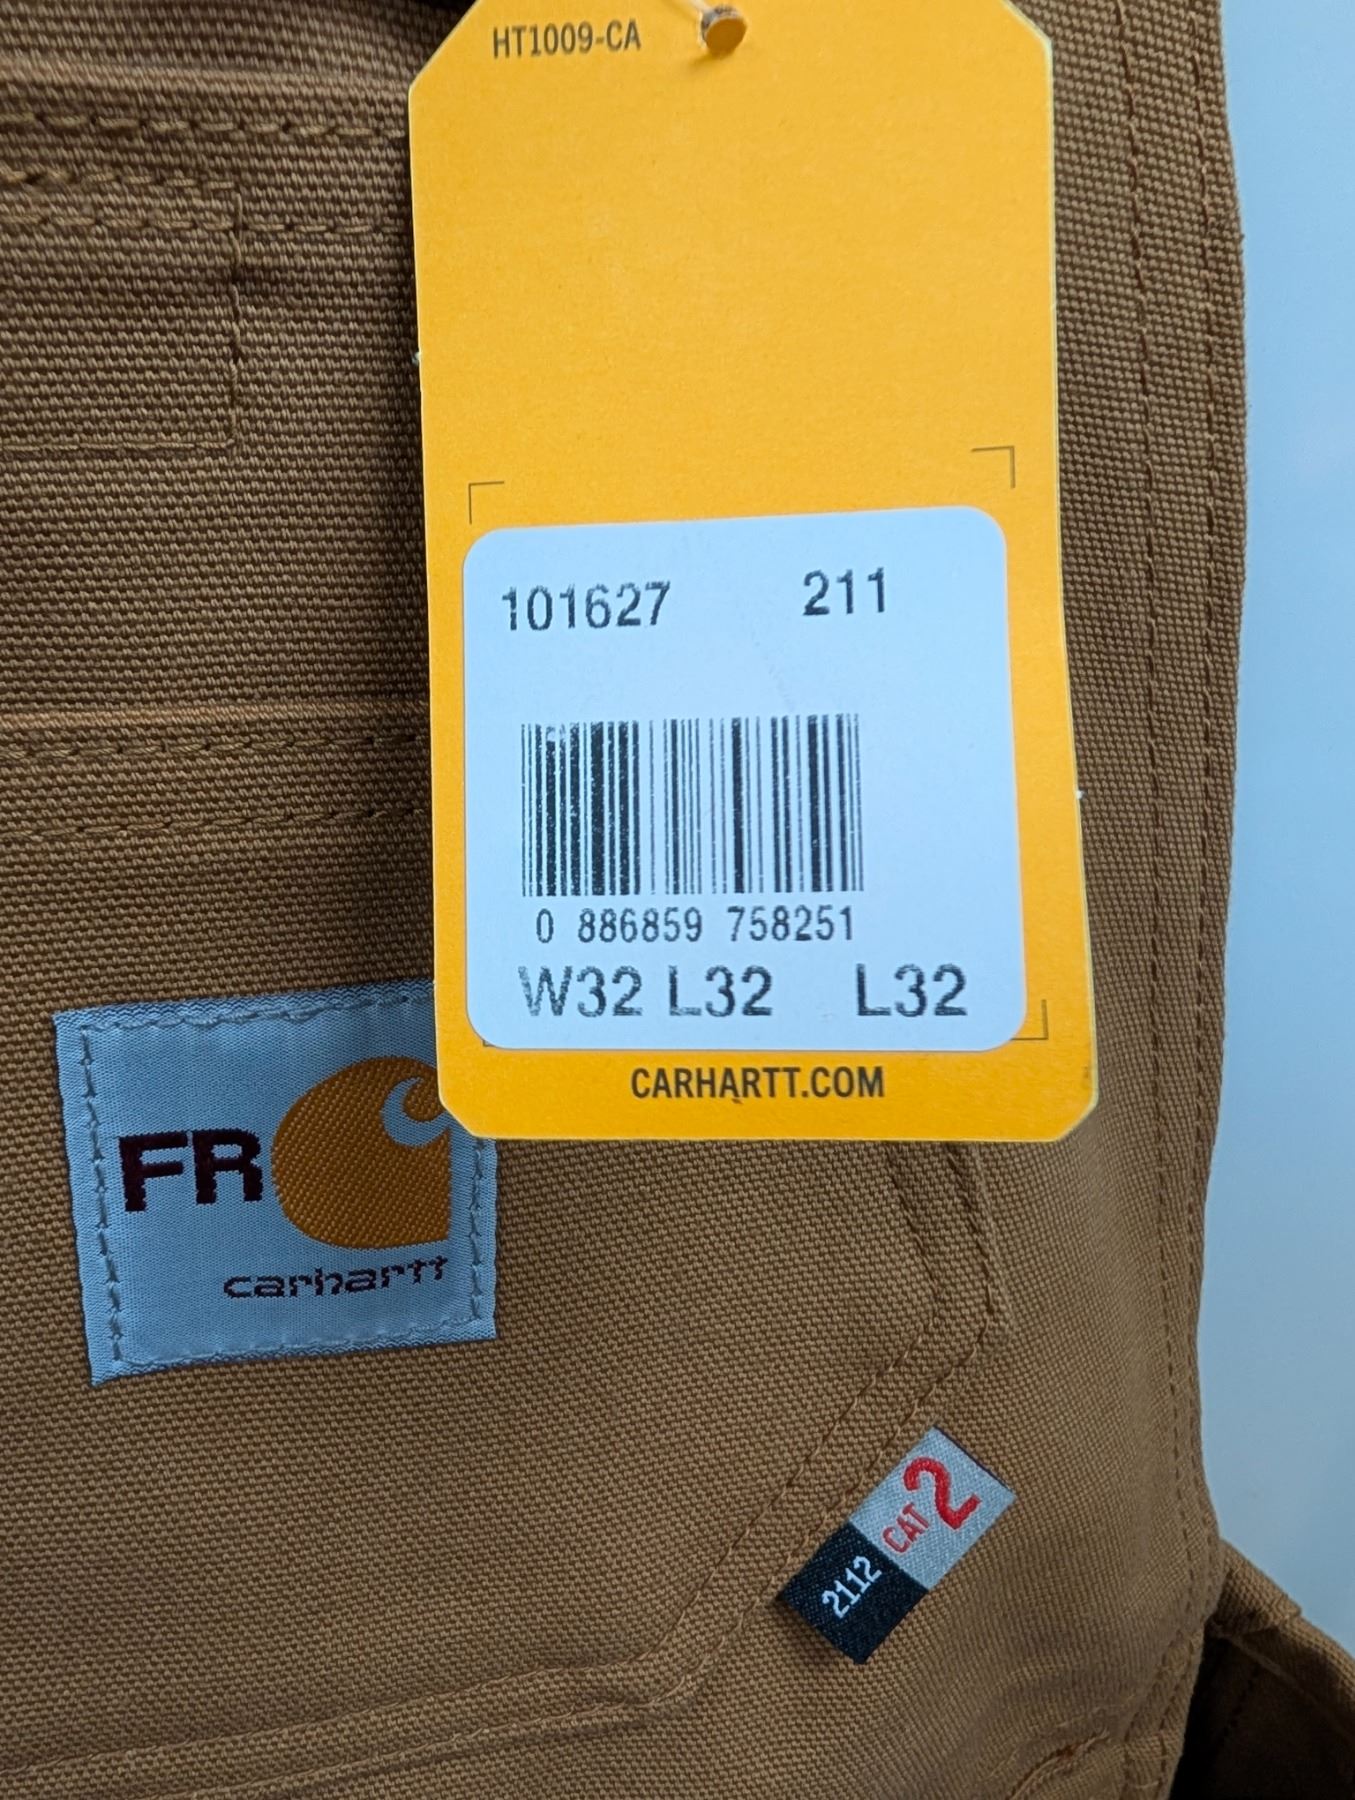 HT1009-CA
101627 211
0 886859 758251
W32 L32 L32
CARHARTT.COM
FR
carhartt
CAT 2
2112